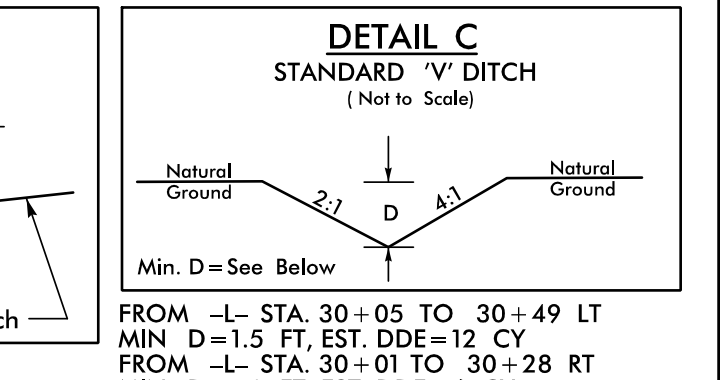 DETAIL C
STANDARD 'V' DITCH
( Not to Scale)
Natural
Ground
2:1
D
4:1
Natural
Ground
Min. D=See Below
ch
FROM -L- STA. 30+05 TO 30+49 LT
MIN D=1.5 FT, EST. DDE=12 CY
FROM -L- STA. 30+01 TO 30+28 RT